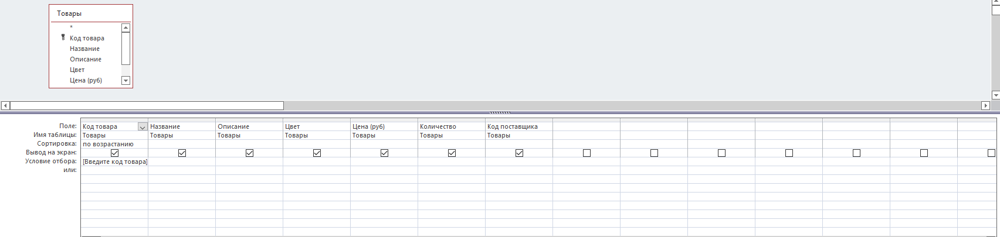 Товары
*
Код товара
Название
Описание
Цвет
Цена (руб)
Поле: Код товара Название Описание Цвет Цена (руб) Количество Код поставщика
Имя таблицы: Товары Товары Товары Товары Товары Товары Товары
Сортировка: по возрастанию
Вывод на экран:
Условие отбора: [Введите код товара]
или: